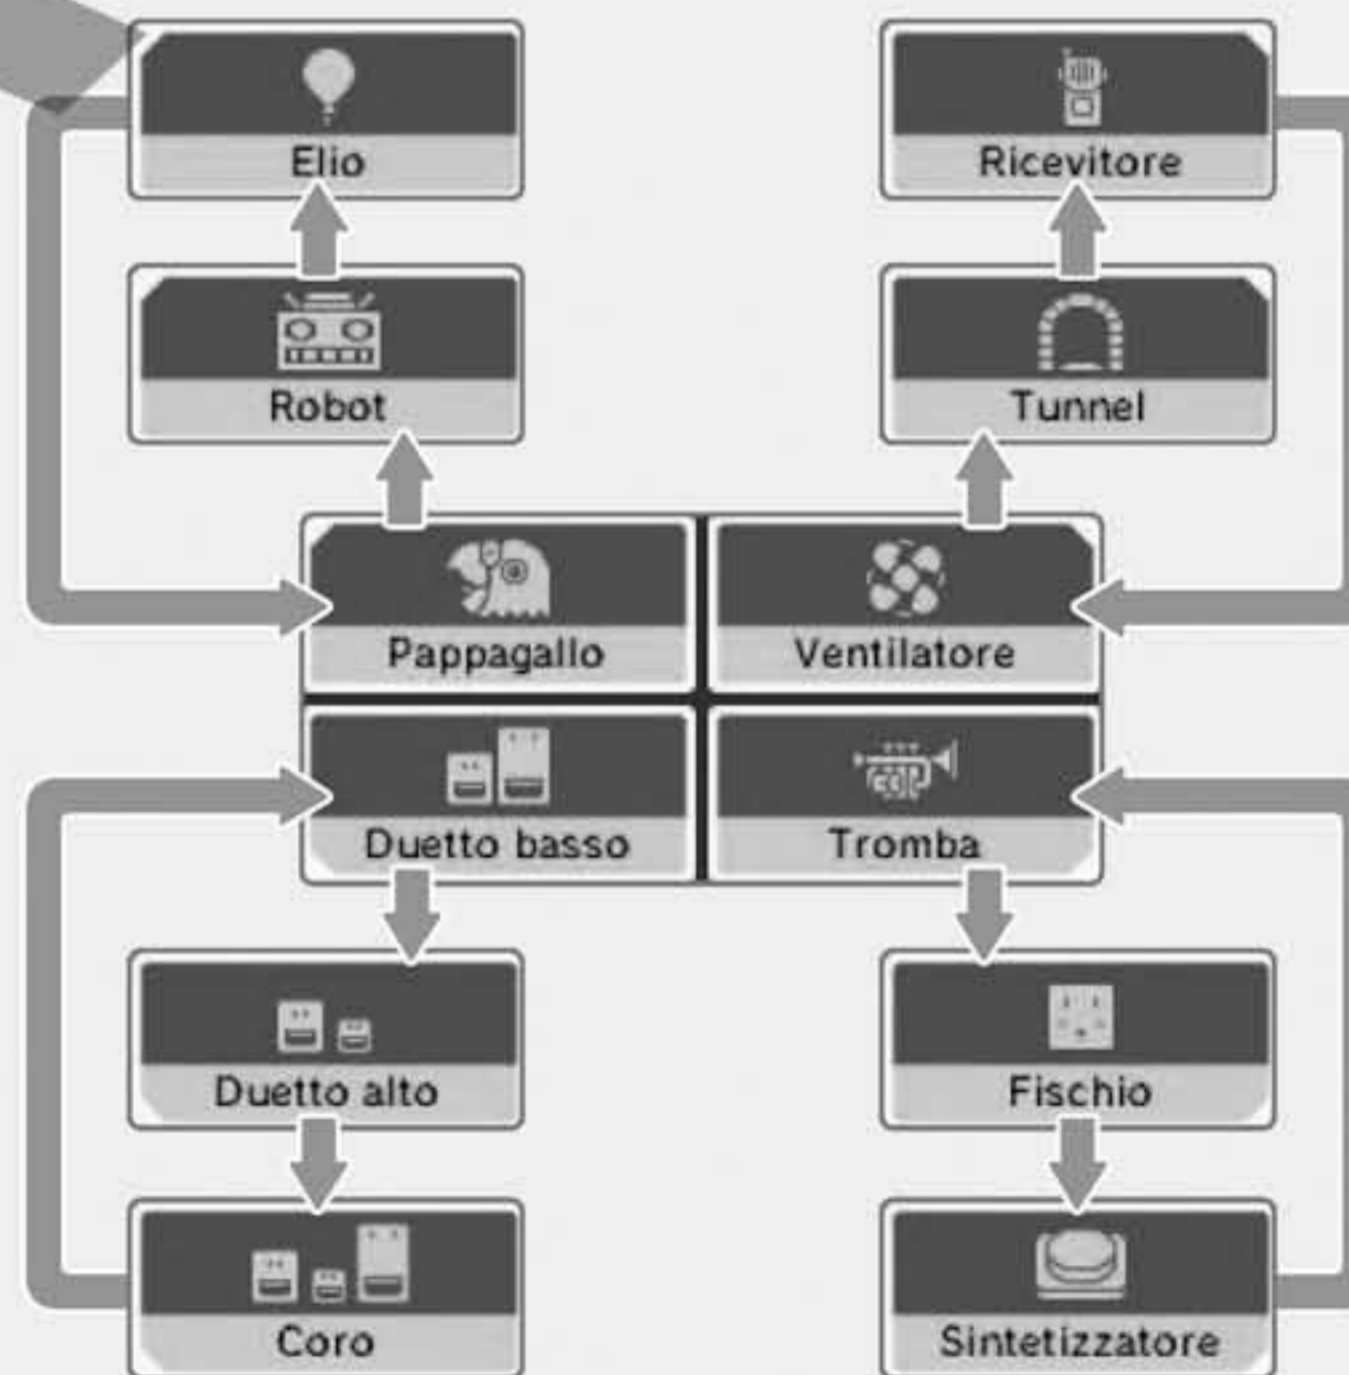 Elio
Ricevitore
Robot
Tunnel
Pappagallo
Ventilatore
Duetto basso
Tromba
Duetto alto
Fischio
Coro
Sintetizzatore